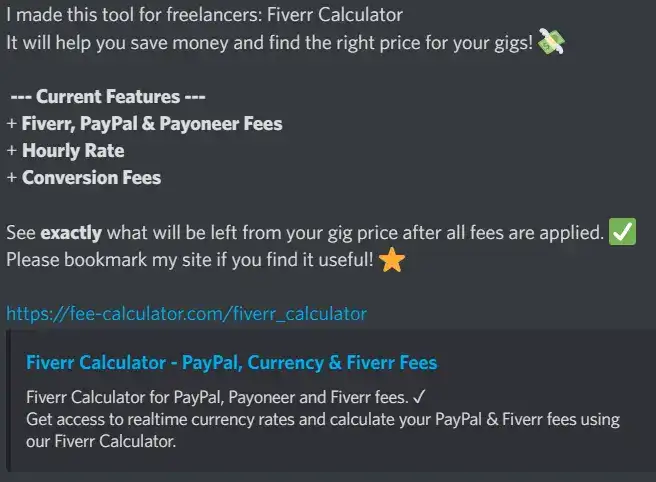 I made this tool for freelancers: Fiverr Calculator
It will help you save money and find the right price for your gigs! 💸
--- Current Features ---
+ Fiverr, PayPal & Payoneer Fees
+ Hourly Rate
+ Conversion Fees
See exactly what will be left from your gig price after all fees are applied. ✅
Please bookmark my site if you find it useful! ⭐
https://fee-calculator.com/fiverr_calculator
Fiverr Calculator - PayPal, Currency & Fiverr Fees
Fiverr Calculator for PayPal, Payoneer and Fiverr fees. ✓
Get access to realtime currency rates and calculate your PayPal & Fiverr fees using
our Fiverr Calculator.